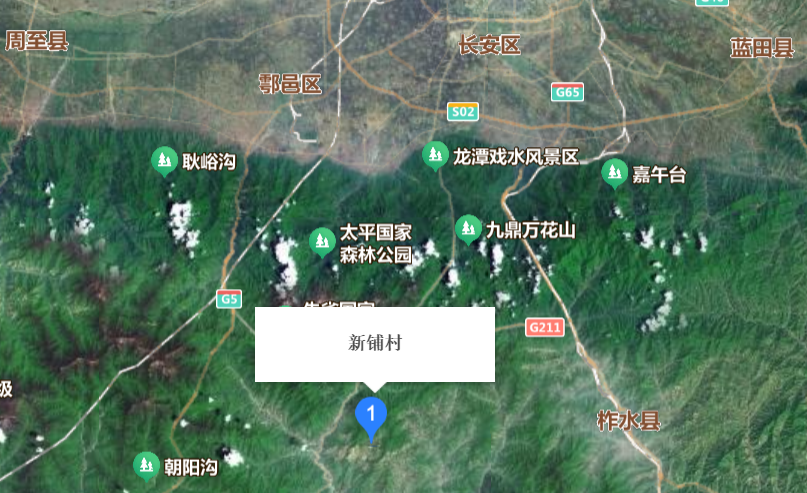 周至县
长安区
蓝田县
鄠邑区
G65
S02
耿峪沟
龙潭戏水风景区
嘉午台
太平国家
森林公园
九鼎万花山
G5
新铺村
G211
1
柞水县
朝阳沟